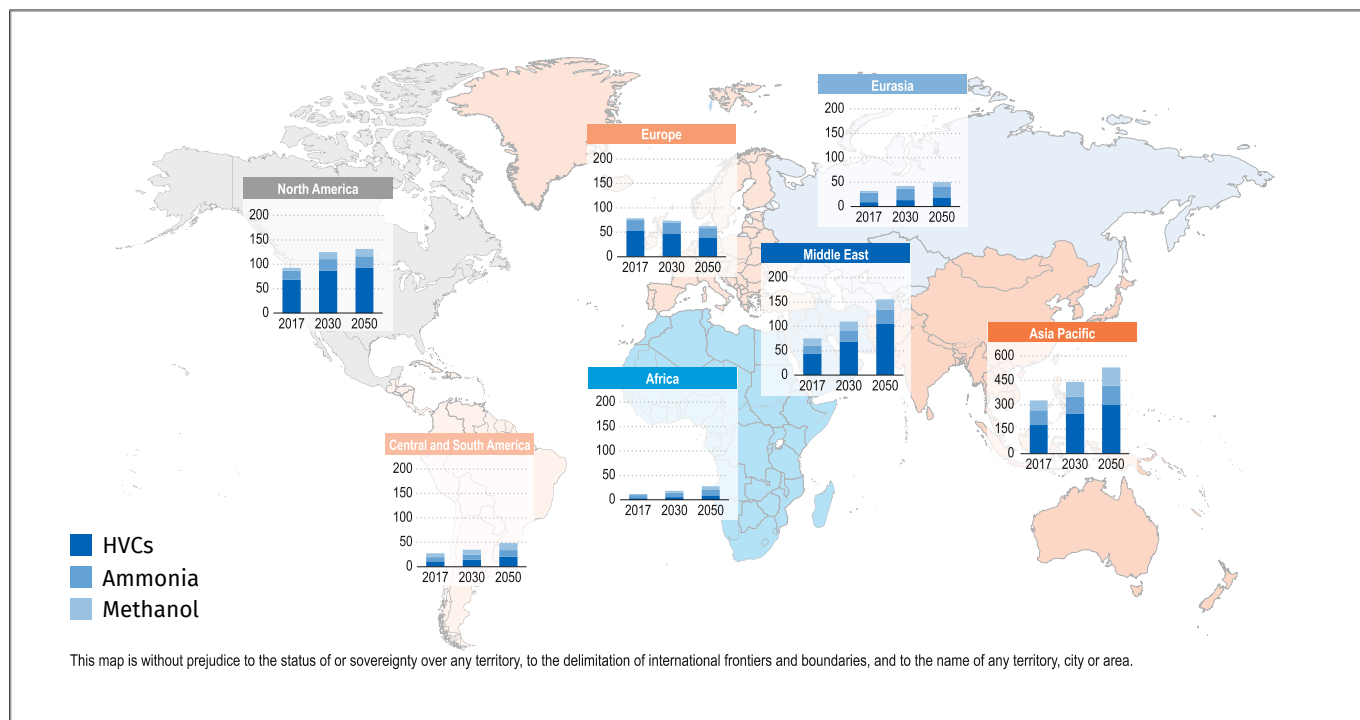 Eurasia
200
150
100
50
0
2017 2030 2050
Europe
200
150
100
50
0
2017 2030 2050
North America
200
150
100
50
0
2017 2030 2050
Middle East
200
150
100
50
0
2017 2030 2050
Asia Pacific
600
450
300
150
0
2017 2030 2050
Africa
200
150
100
50
0
2017 2030 2050
Central and South America
200
150
100
50
0
2017 2030 2050
HVCs
Ammonia
Methanol
This map is without prejudice to the status of or sovereignty over any territory, to the delimitation of international frontiers and boundaries, and to the name of any territory, city or area.